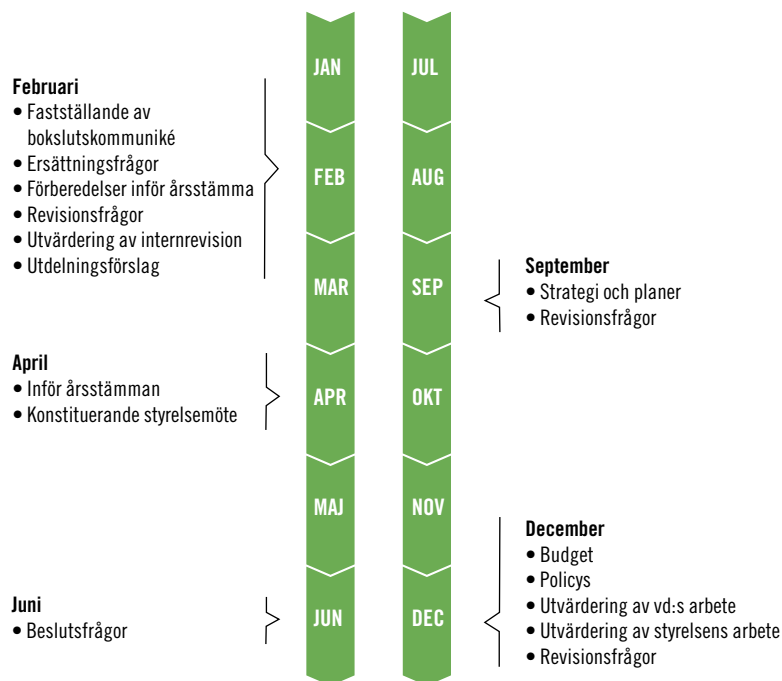 Februari
• Fastställande av
bokslutskommuniké
• Ersättningsfrågor
• Förberedelser inför årsstämma
• Revisionsfrågor
• Utvärdering av internrevision
• Utdelningsförslag
April
• Inför årsstämman
• Konstituerande styrelsemöte
Juni
• Beslutsfrågor
JAN
FEB
MAR
APR
MAJ
JUN
JUL
AUG
SEP
OKT
NOV
DEC
September
• Strategi och planer
• Revisionsfrågor
December
• Budget
• Policys
• Utvärdering av vd:s arbete
• Utvärdering av styrelsens arbete
• Revisionsfrågor